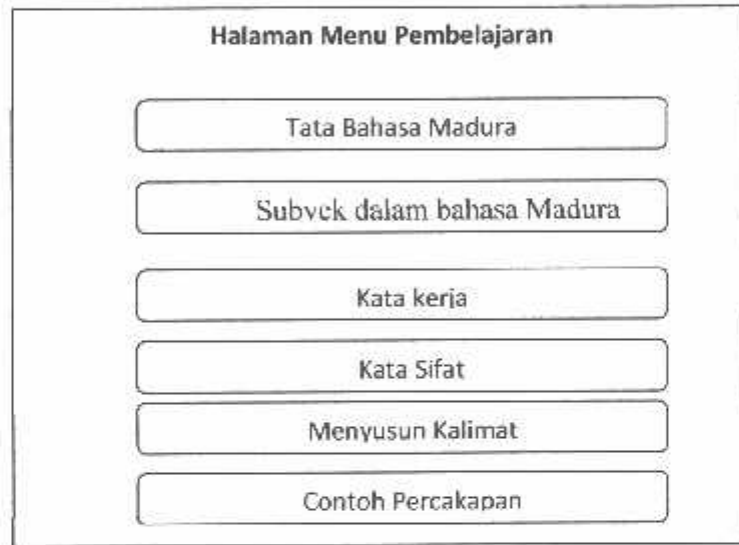 Halaman Menu Pembelajaran
Tata Bahasa Madura
Subyek dalam bahasa Madura
Kata kerja
Kata Sifat
Menyusun Kalimat
Contoh Percakapan